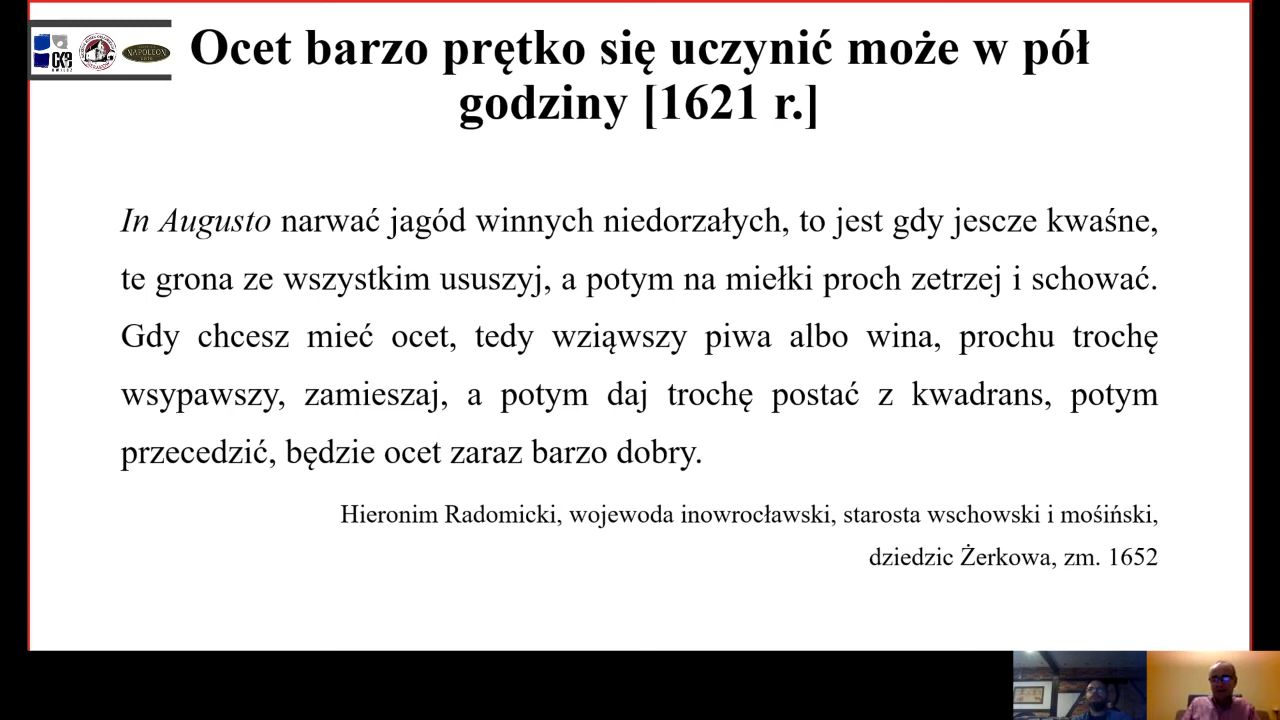 Ocet barzo prętko się uczynić może w pół
godziny [1621 r.]
In Augusto narwać jagód winnych niedorzałych, to jest gdy jescze kwaśne,
te grona ze wszystkim ususzyj, a potym na miełki proch zetrzej i schować.
Gdy chcesz mieć ocet, tedy wziąwszy piwa albo wina, prochu trochę
wsypawszy, zamieszaj, a potym daj trochę postać z kwadrans, potym
przecedzić, będzie ocet zaraz barzo dobry.
Hieronim Radomicki, wojewoda inowrocławski, starosta wschowski i mośiński,
dziedzic Żerkowa, zm. 1652
NAPOLEON